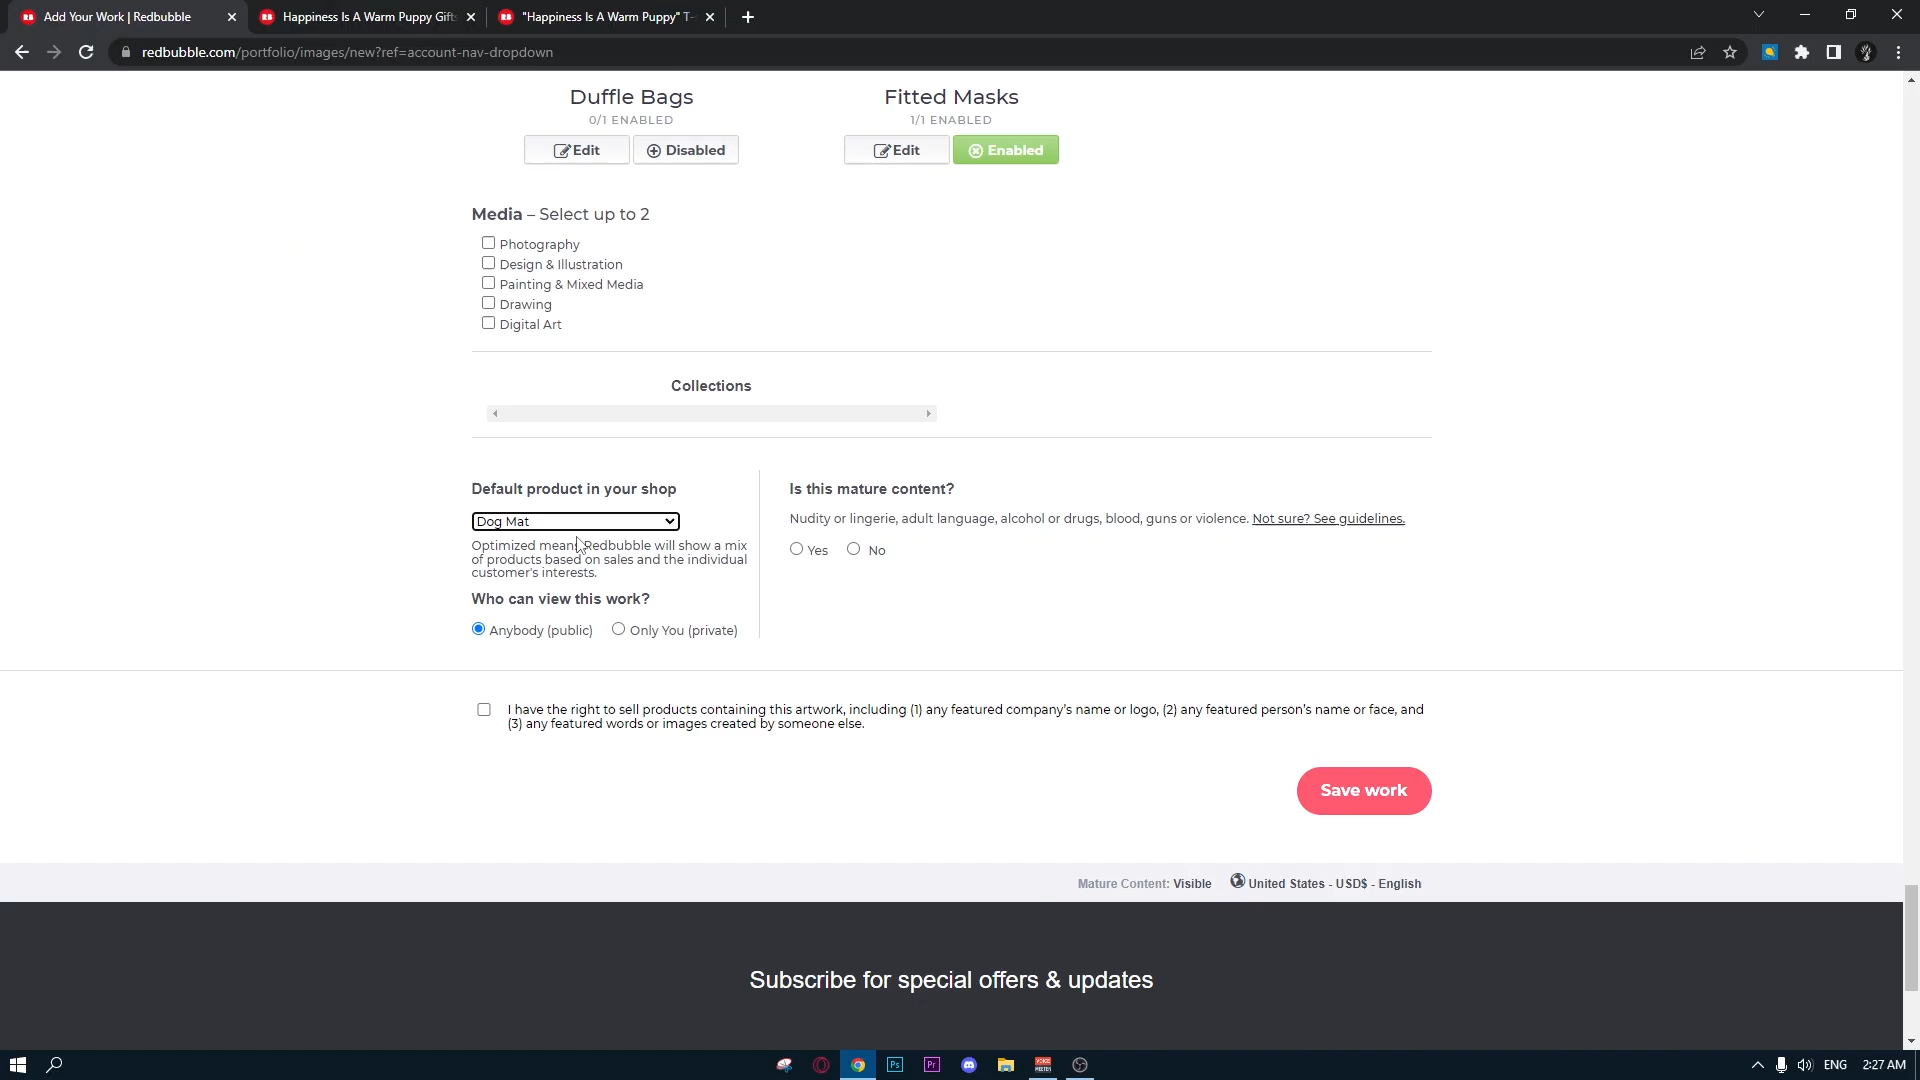 Add Your Work | Redbubble
Happiness Is A Warm Puppy Gifts
"Happiness Is A Warm Puppy" T-
redbubble.com/portfolio/images/new?ref=account-nav-dropdown
Duffle Bags
0/1 ENABLED
Edit
Disabled
Fitted Masks
1/1 ENABLED
Edit
Enabled
Media – Select up to 2
Photography
Design & Illustration
Painting & Mixed Media
Drawing
Digital Art
Collections
Default product in your shop
Dog Mat
Optimized means Redbubble will show a mix
of products based on sales and the individual
customer's interests.
Who can view this work?
Anybody (public)
Only You (private)
Is this mature content?
Nudity or lingerie, adult language, alcohol or drugs, blood, guns or violence. Not sure? See guidelines.
Yes
No
I have the right to sell products containing this artwork, including (1) any featured company's name or logo, (2) any featured person's name or face, and
(3) any featured words or images created by someone else.
Save work
Mature Content: Visible
United States - USD$ - English
Subscribe for special offers & updates
Ps
Pr
VOICE
MEETER
ENG
2:27 AM